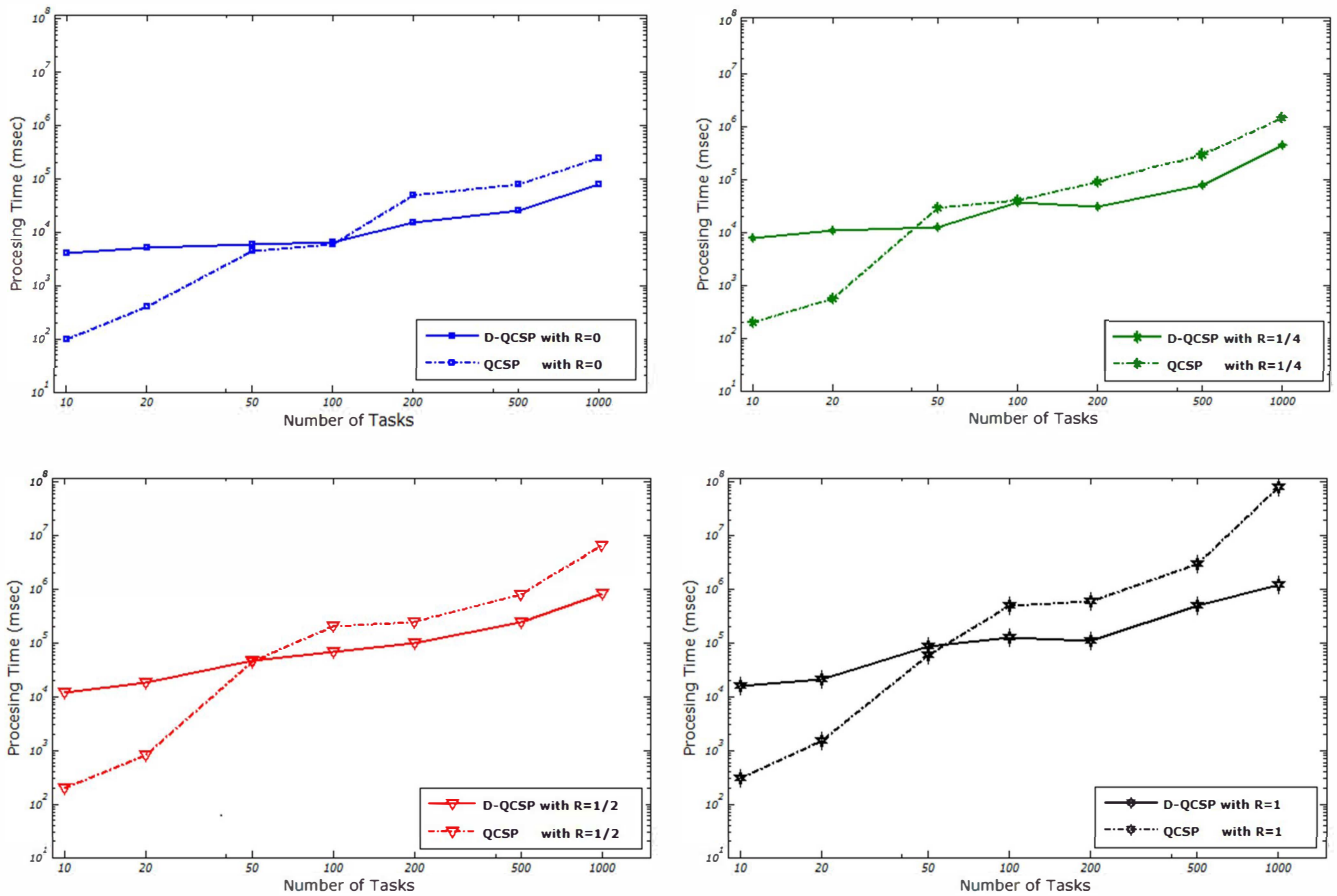 10^8
10^7
10^6
10^5
10^4
10^3
10^2
10^1
Procesing Time (msec)
D-QCSP with R=0
QCSP with R=0
10 20 50 100 200 500 1000
Number of Tasks
10^8
10^7
10^6
10^5
10^4
10^3
10^2
10^1
Procesing Time (msec)
D-QCSP with R=1/4
QCSP with R=1/4
10 20 50 100 200 500 1000
Number of Tasks
10^8
10^7
10^6
10^5
10^4
10^3
10^2
10^1
Procesing Time (msec)
D-QCSP with R=1/2
QCSP with R=1/2
10 20 50 100 200 500 1000
Number of Tasks
10^8
10^7
10^6
10^5
10^4
10^3
10^2
10^1
Procesing Time (msec)
D-QCSP with R=1
QCSP with R=1
10 20 50 100 200 500 1000
Number of Tasks